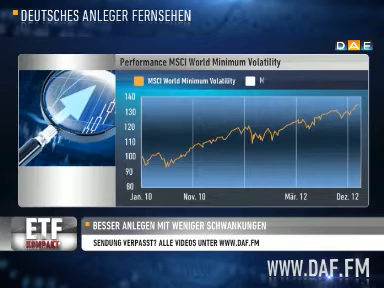 DEUTSCHES ANLEGER FERNSEHEN
DAF
Performance MSCI World Minimum Volatility
MSCI World Minimum Volatility
140
130
120
110
100
90
80
Jan. 10
Nov. 10
Mär. 12
Dez. 12
ETF
KOMPAKT
BESSER ANLEGEN MIT WENIGER SCHWANKUNGEN
SENDUNG VERPASST? ALLE VIDEOS UNTER WWW.DAF.FM
WWW.DAF.FM